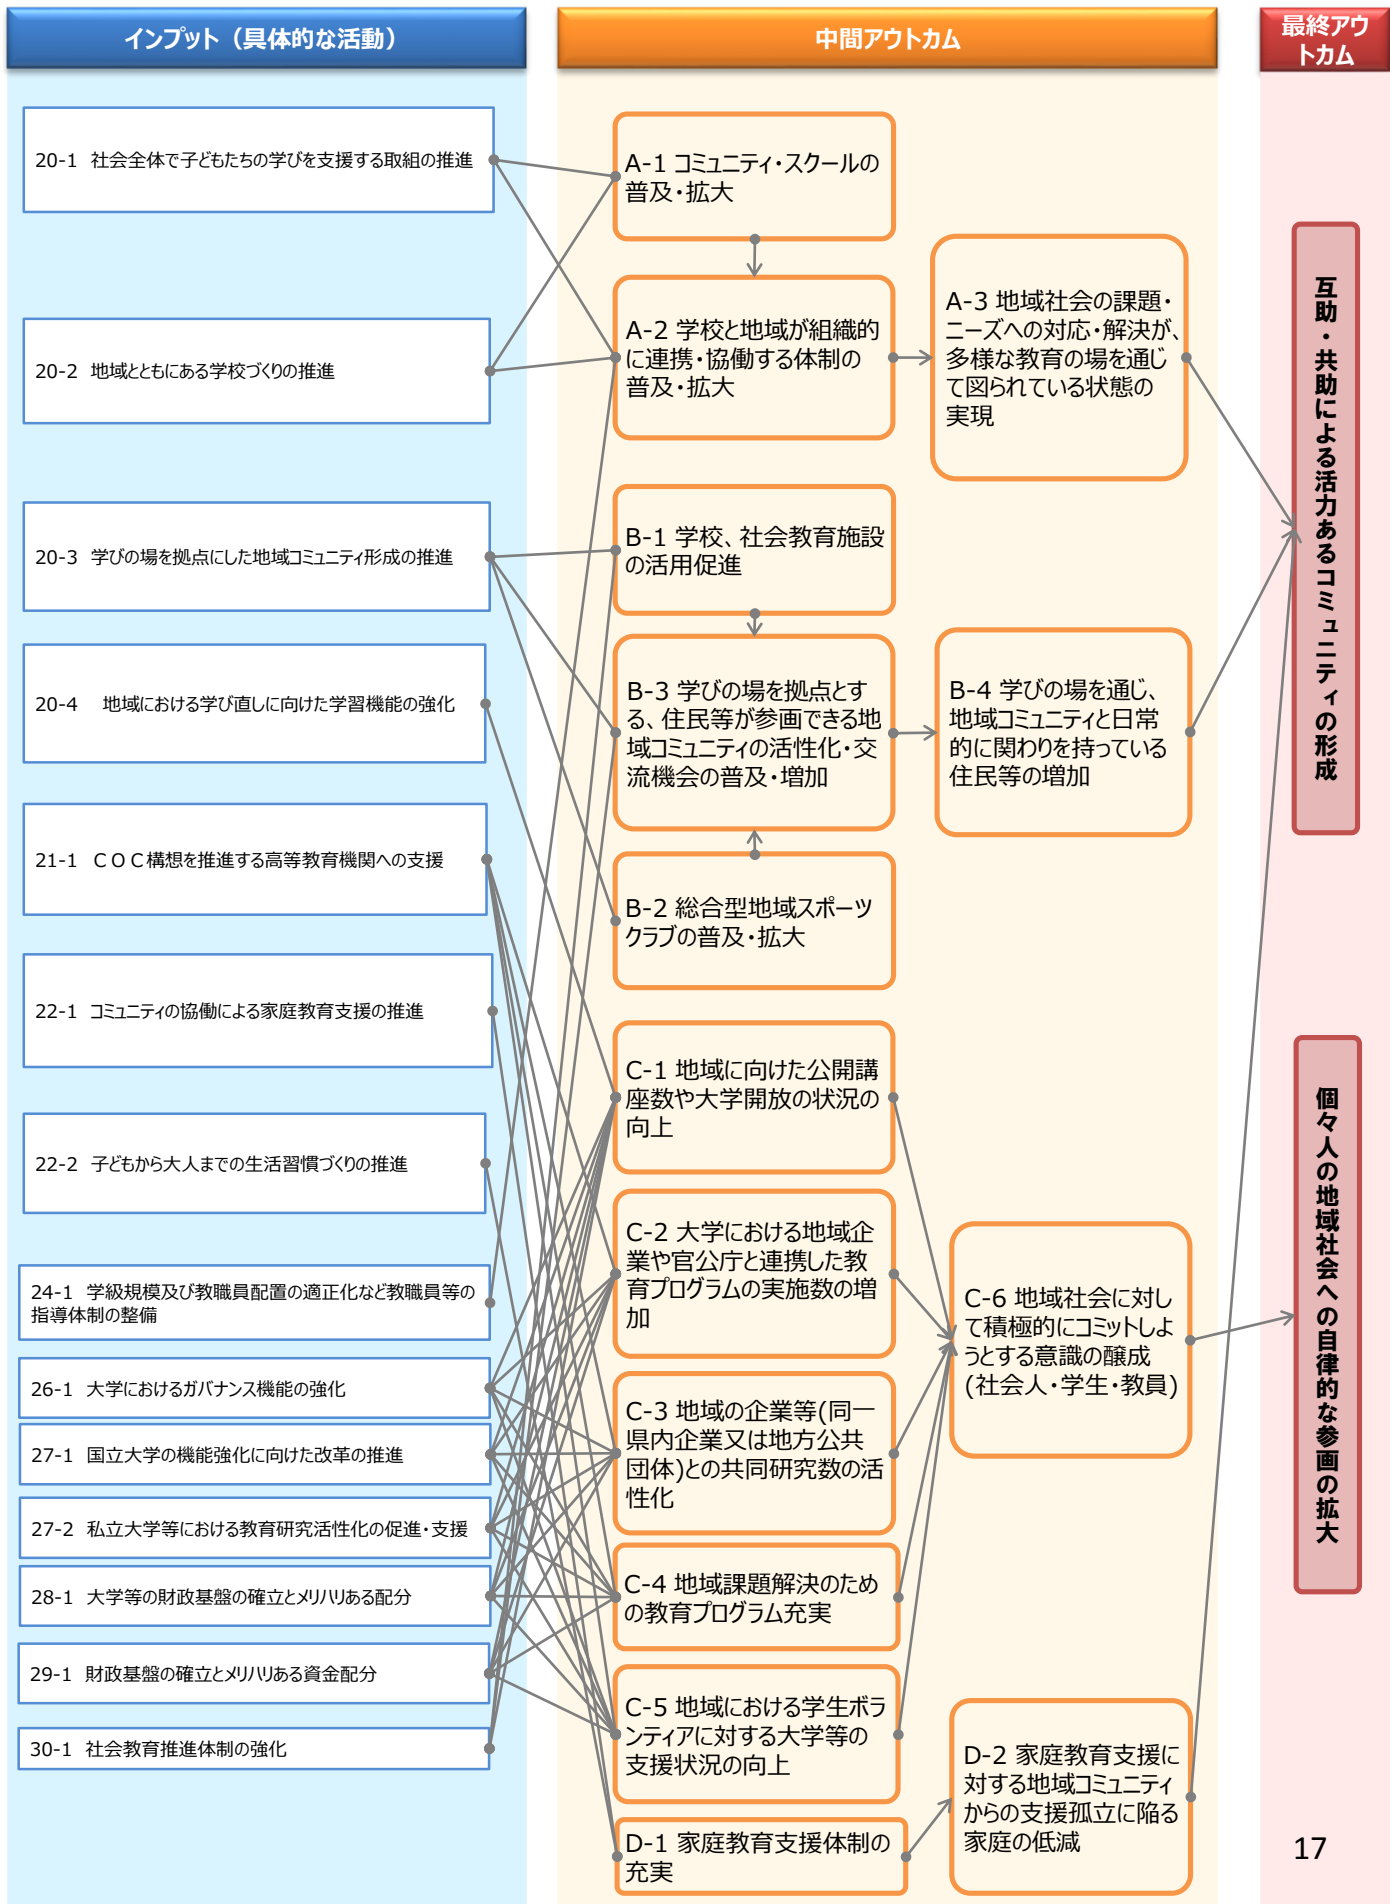 インプット（具体的な活動）
中間アウトカム
最終アウ
トカム
20-1 社会全体で子どもたちの学びを支援する取組の推進
20-2 地域とともにある学校づくりの推進
20-3 学びの場を拠点にした地域コミュニティ形成の推進
20-4 地域における学び直しに向けた学習機能の強化
21-1 ＣＯＣ構想を推進する高等教育機関への支援
22-1 コミュニティの協働による家庭教育支援の推進
22-2 子どもから大人までの生活習慣づくりの推進
24-1 学級規模及び教職員配置の適正化など教職員等の
指導体制の整備
26-1 大学におけるガバナンス機能の強化
27-1 国立大学の機能強化に向けた改革の推進
27-2 私立大学等における教育研究活性化の促進・支援
28-1 大学等の財政基盤の確立とメリハリある配分
29-1 財政基盤の確立とメリハリある資金配分
30-1 社会教育推進体制の強化
A-1 コミュニティ・スクールの
普及・拡大
A-2 学校と地域が組織的
に連携・協働する体制の
普及・拡大
A-3 地域社会の課題・
ニーズへの対応・解決が、
多様な教育の場を通じ
て図られている状態の
実現
B-1 学校、社会教育施設
の活用促進
B-3 学びの場を拠点とす
る、住民等が参画できる地
域コミュニティの活性化・交
流機会の普及・増加
B-4 学びの場を通じ、
地域コミュニティと日常
的に関わりを持っている
住民等の増加
B-2 総合型地域スポーツ
クラブの普及・拡大
C-1 地域に向けた公開講
座数や大学開放の状況の
向上
C-2 大学における地域企
業や官公庁と連携した教
育プログラムの実施数の増
加
C-3 地域の企業等(同一
県内企業又は地方公共
団体)との共同研究数の活
性化
C-4 地域課題解決のため
の教育プログラム充実
C-5 地域における学生ボラ
ンティアに対する大学等の
支援状況の向上
C-6 地域社会に対し
て積極的にコミットしよ
うとする意識の醸成
(社会人・学生・教員)
D-1 家庭教育支援体制の
充実
D-2 家庭教育支援に
対する地域コミュニティ
からの支援孤立に陥る
家庭の低減
互助・共助による活力あるコミュニティの形成
個々人の地域社会への自律的な参画の拡大
17